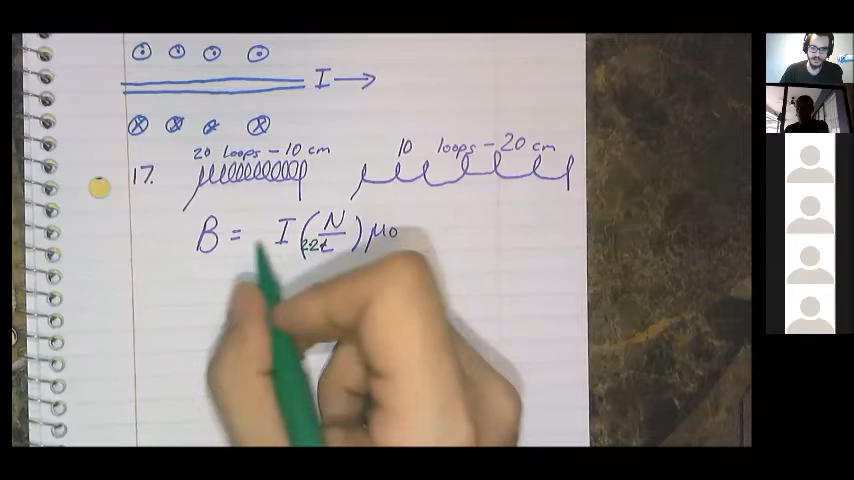 I →
20 loops - 10 cm
10 loops - 20 cm
17.
B = I (N/L) μ0